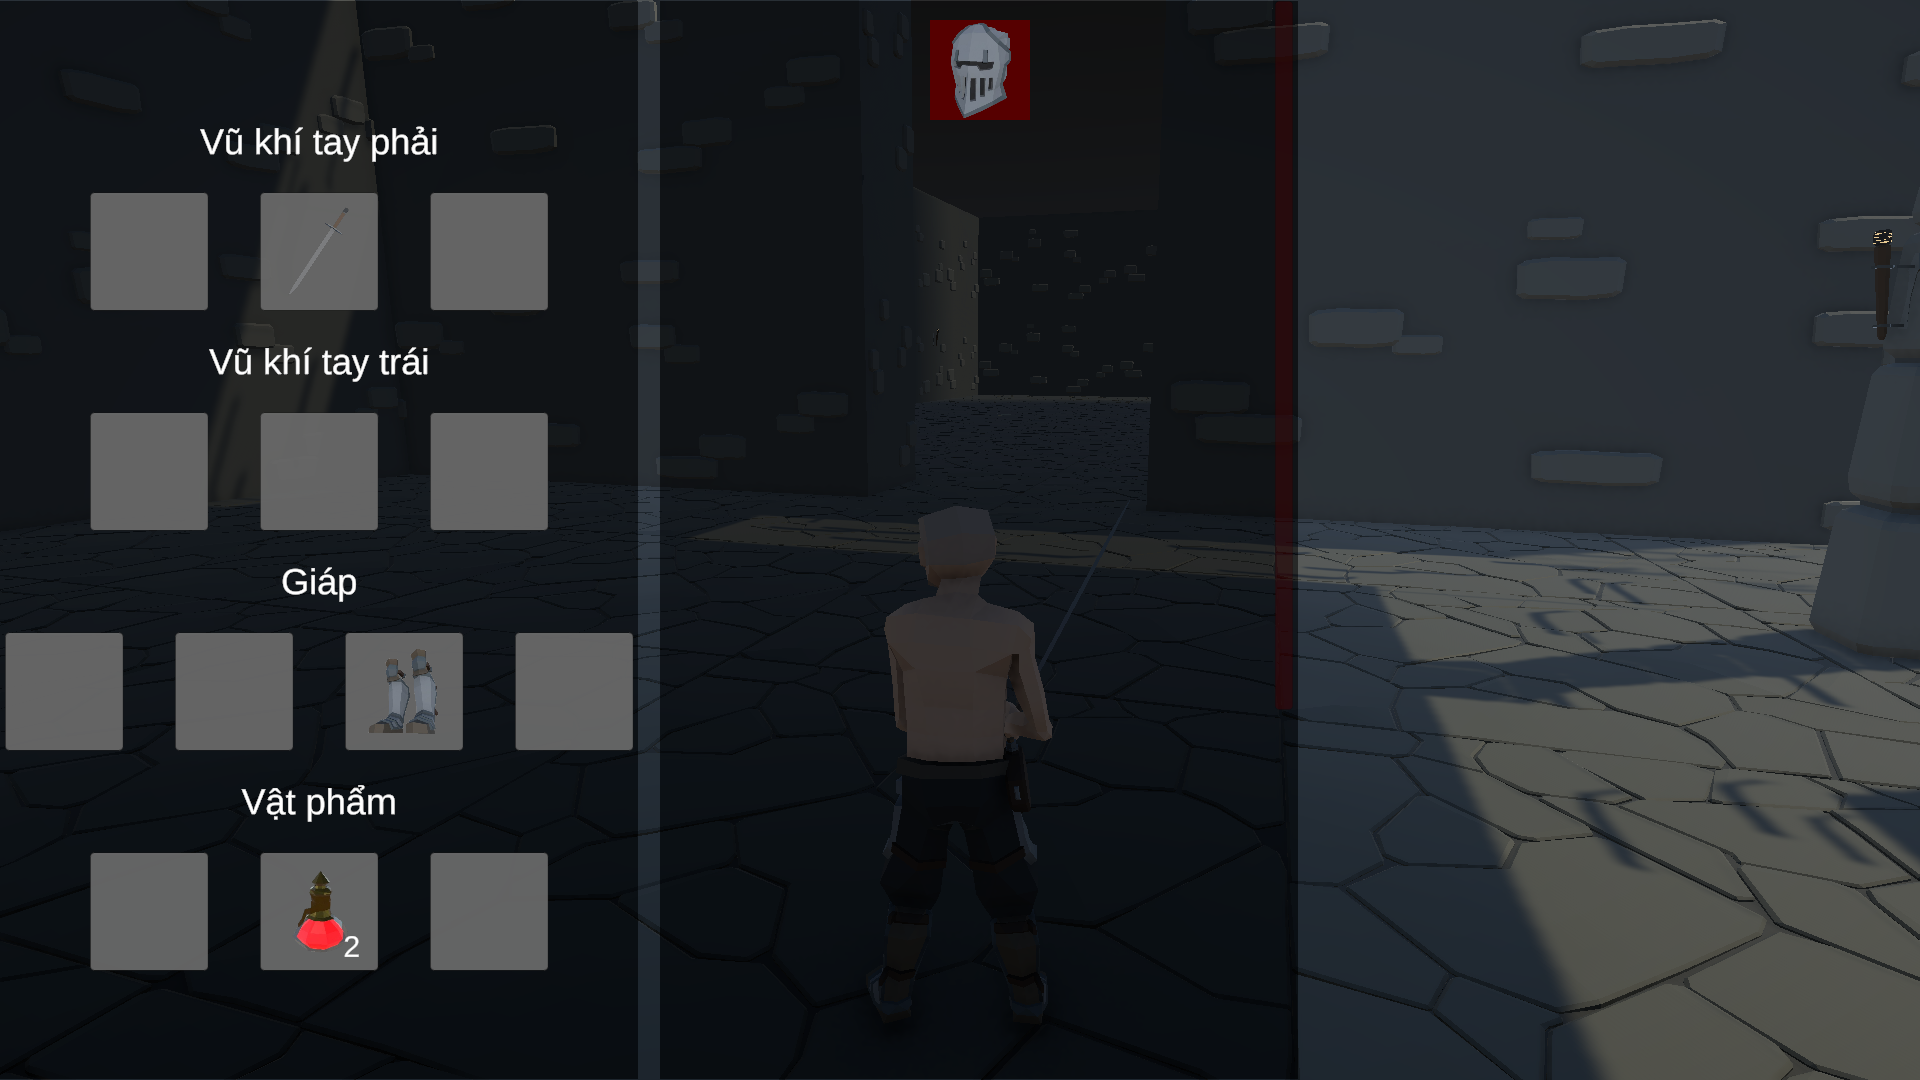 Vũ khí tay phải
Vũ khí tay trái
Giáp
Vật phẩm
2